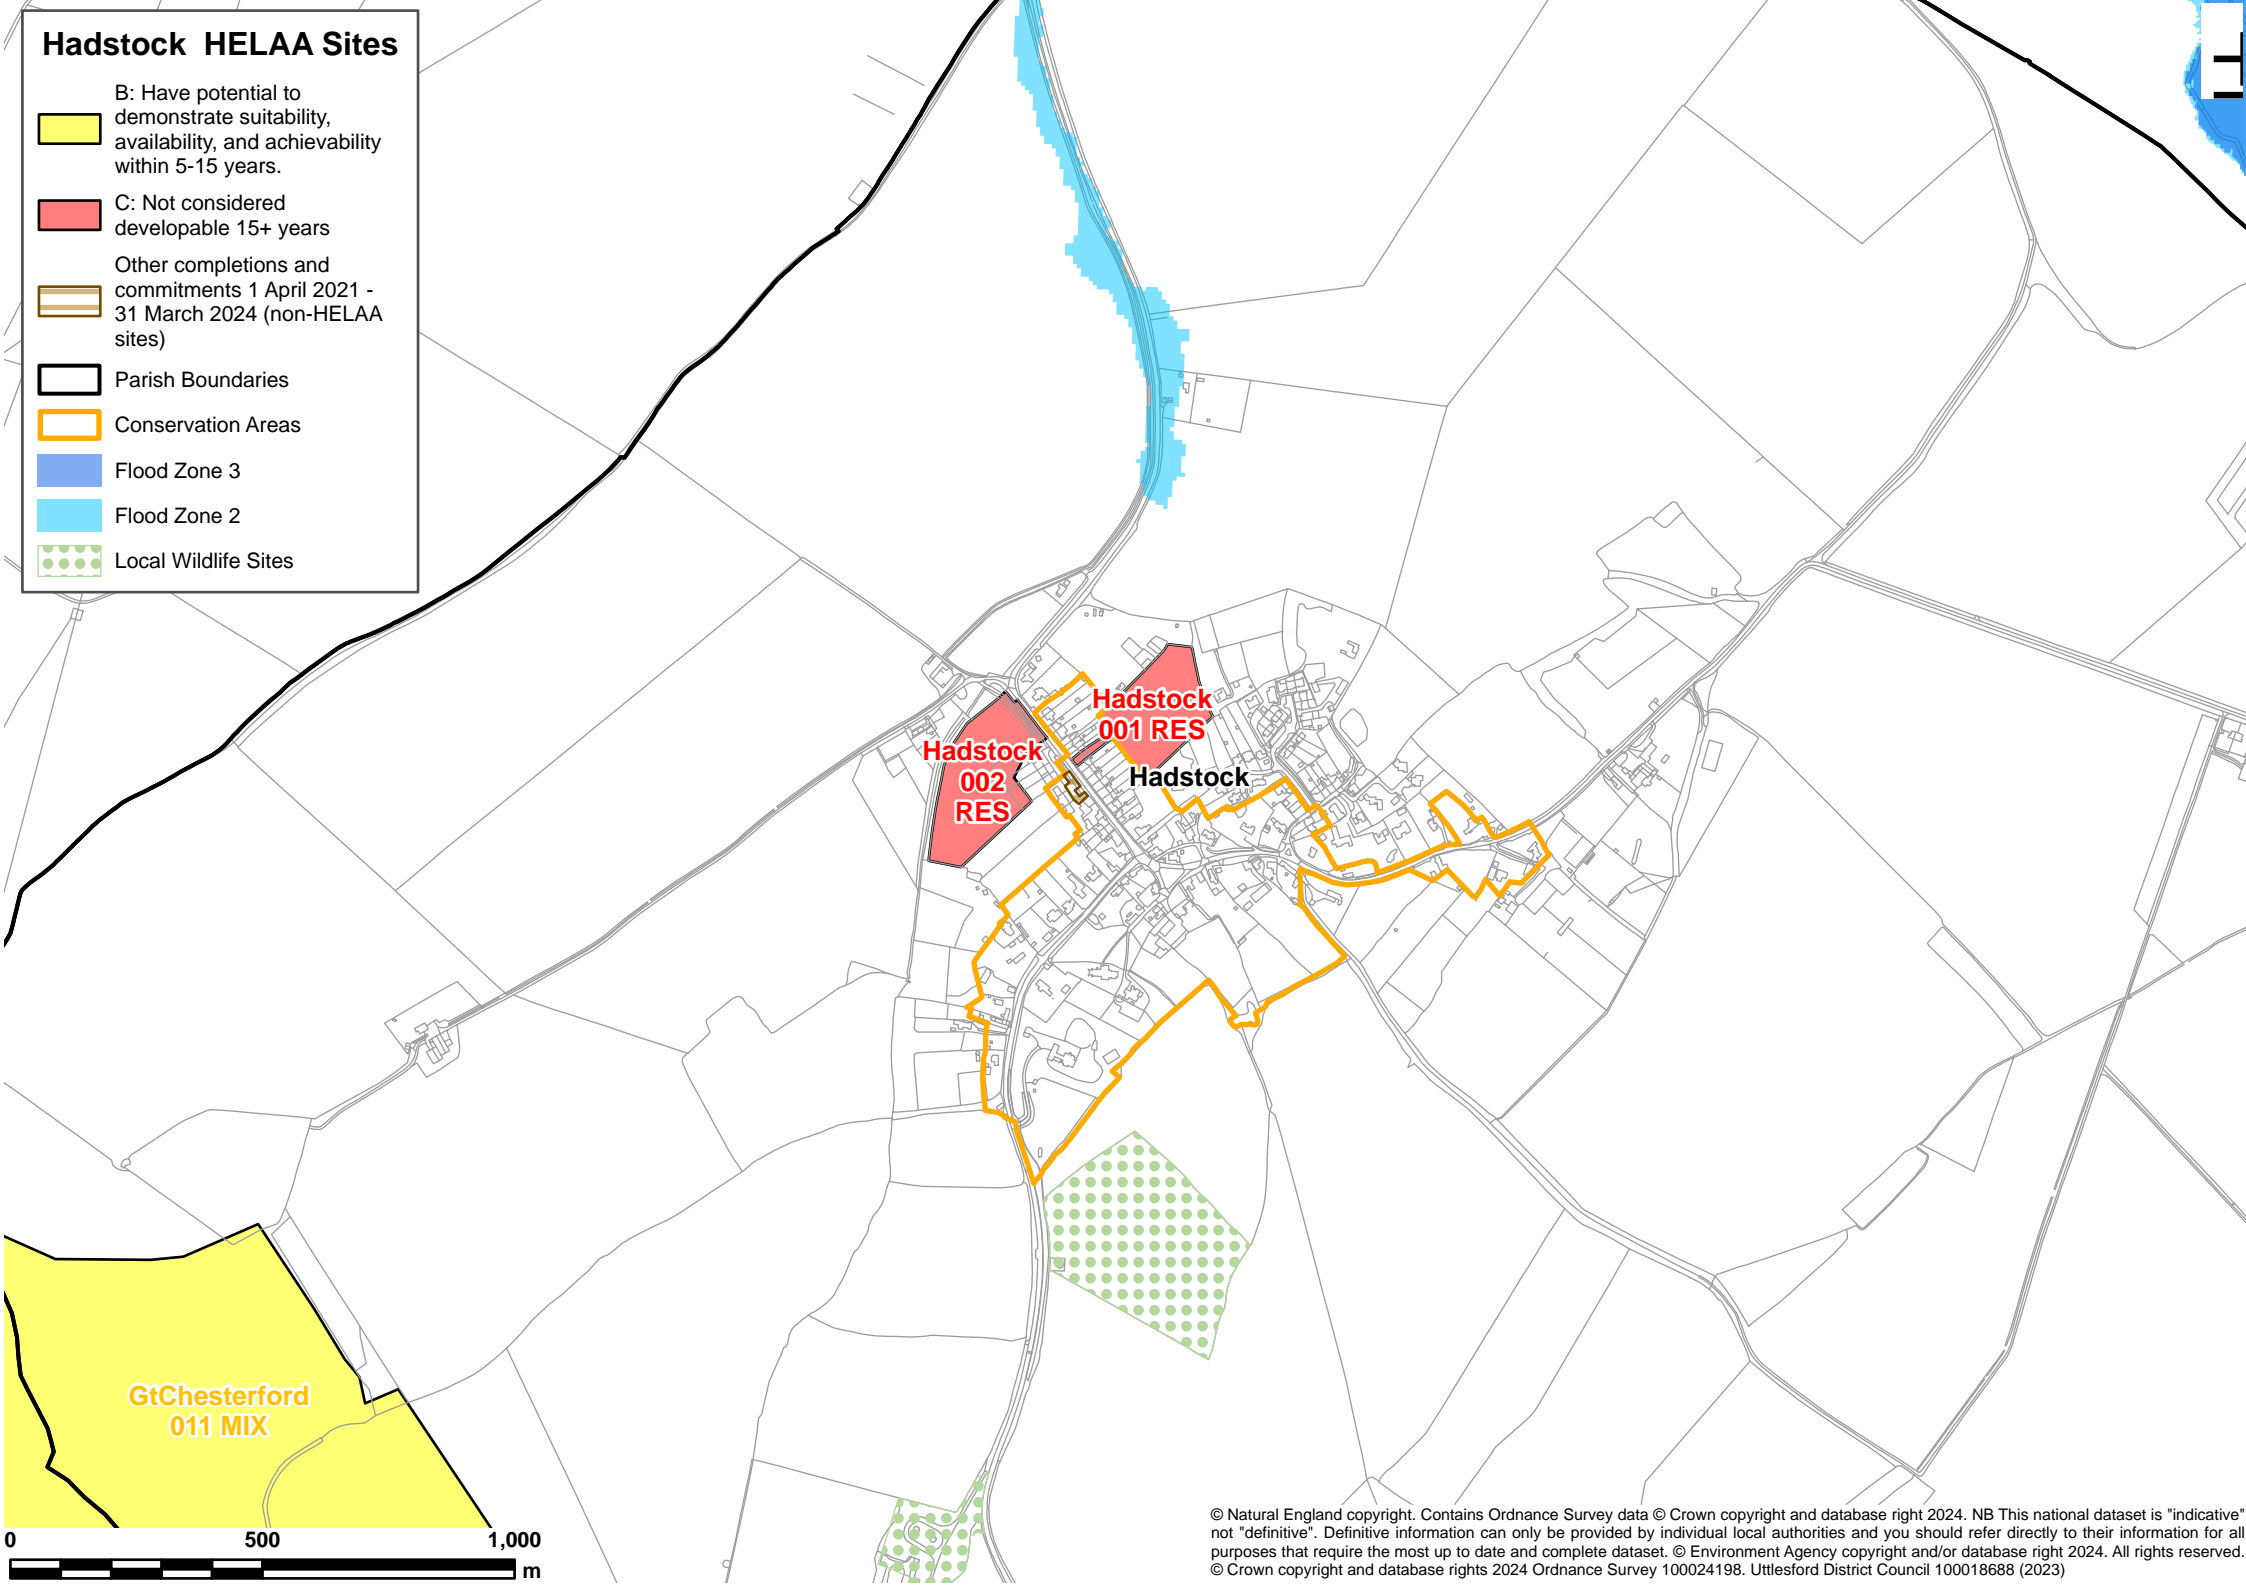 Hadstock HELAA Sites
B: Have potential to
demonstrate suitability,
availability, and achievability
within 5-15 years.
C: Not considered
developable 15+ years
Other completions and
commitments 1 April 2021 -
31 March 2024 (non-HELAA
sites)
Parish Boundaries
Conservation Areas
Flood Zone 3
Flood Zone 2
Local Wildlife Sites
Hadstock
001 RES
Hadstock
002
RES
Hadstock
GtChesterford
011 MIX
0 500 1,000
m
© Natural England copyright. Contains Ordnance Survey data © Crown copyright and database right 2024. NB This national dataset is "indicative"
not "definitive". Definitive information can only be provided by individual local authorities and you should refer directly to their information for all
purposes that require the most up to date and complete dataset. © Environment Agency copyright and/or database right 2024. All rights reserved.
© Crown copyright and database rights 2024 Ordnance Survey 100024198. Uttlesford District Council 100018688 (2023)